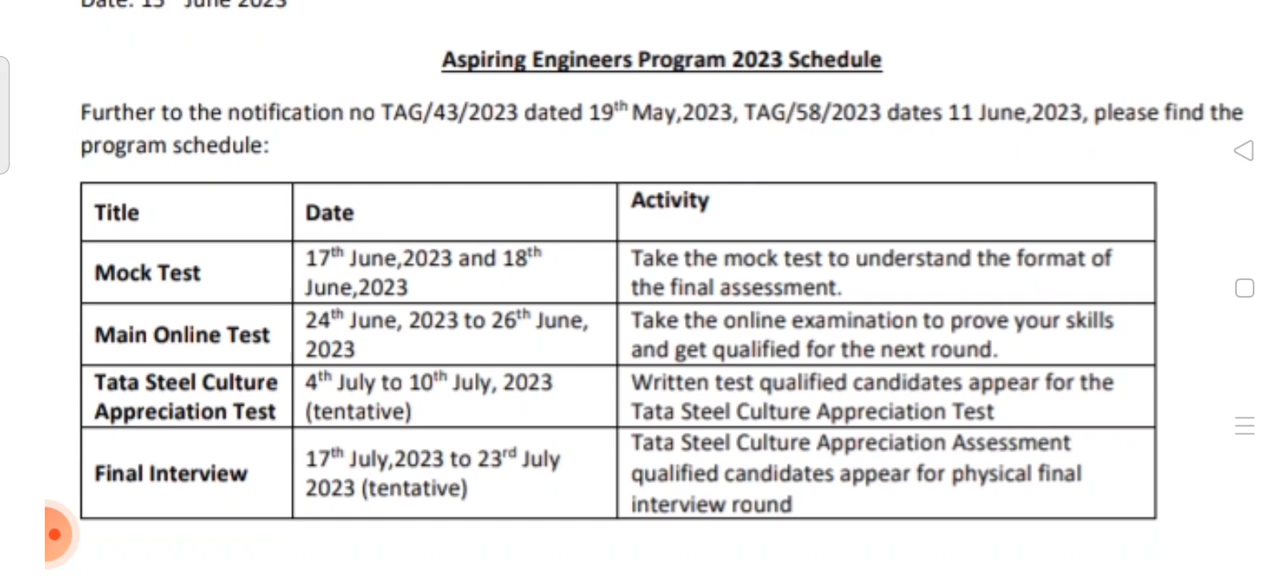 Date: 15th June 2023
Aspiring Engineers Program 2023 Schedule
Further to the notification no TAG/43/2023 dated 19th May,2023, TAG/58/2023 dates 11 June,2023, please find the
program schedule:
Title
Date
Activity
Mock Test
17th June,2023 and 18th
June,2023
Take the mock test to understand the format of
the final assessment.
Main Online Test
24th June, 2023 to 26th June,
2023
Take the online examination to prove your skills
and get qualified for the next round.
Tata Steel Culture
Appreciation Test
4th July to 10th July, 2023
(tentative)
Written test qualified candidates appear for the
Tata Steel Culture Appreciation Test
Final Interview
17th July,2023 to 23rd July
2023 (tentative)
Tata Steel Culture Appreciation Assessment
qualified candidates appear for physical final
interview round